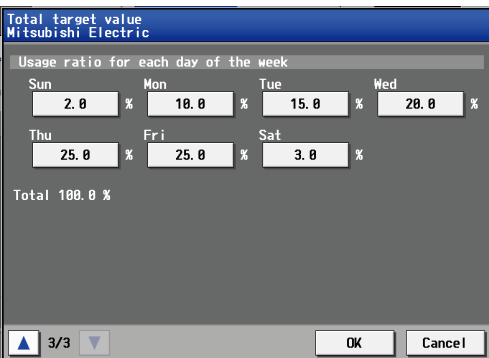 Total target value
Mitsubishi Electric
Usage ratio for each day of the week
Sun Mon Tue Wed
2.0 % 10.0 % 15.0 % 20.0 %
Thu Fri Sat
25.0 % 25.0 % 3.0 %
Total 100.0 %
3/3 OK Cancel